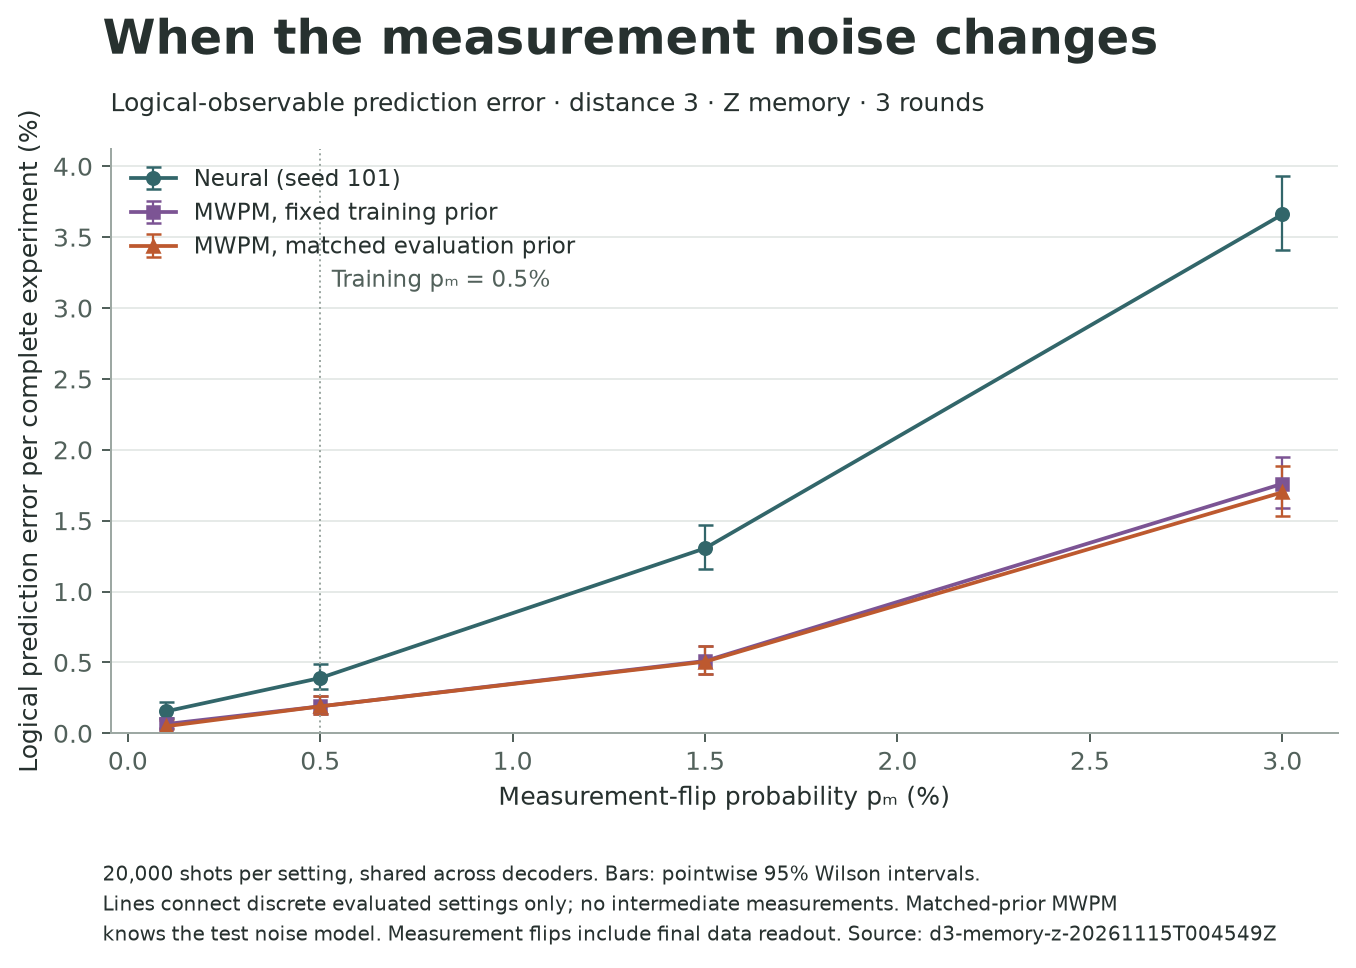 When the measurement noise changes
Logical-observable prediction error · distance 3 · Z memory · 3 rounds
Logical prediction error per complete experiment (%)
4.0
3.5
3.0
2.5
2.0
1.5
1.0
0.5
0.0
Neural (seed 101)
MWPM, fixed training prior
MWPM, matched evaluation prior
Training pₘ = 0.5%
0.0 0.5 1.0 1.5 2.0 2.5 3.0
Measurement-flip probability pₘ (%)
20,000 shots per setting, shared across decoders. Bars: pointwise 95% Wilson intervals.
Lines connect discrete evaluated settings only; no intermediate measurements. Matched-prior MWPM
knows the test noise model. Measurement flips include final data readout. Source: d3-memory-z-20261115T004549Z